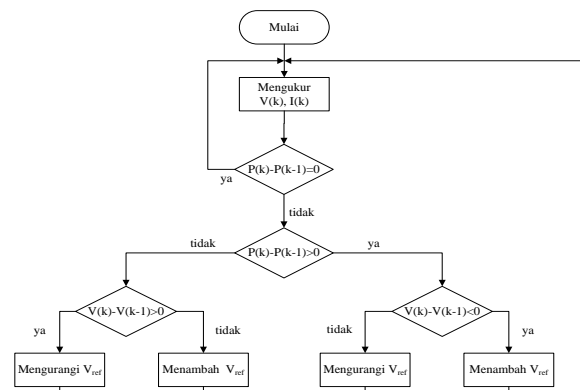 Mulai
Mengukur
V(k), I(k)
P(k)-P(k-1)=0
ya
tidak
P(k)-P(k-1)>0
tidak
ya
V(k)-V(k-1)>0
V(k)-V(k-1)<0
ya
tidak
tidak
ya
Mengurangi Vref
Menambah Vref
Mengurangi Vref
Menambah Vref